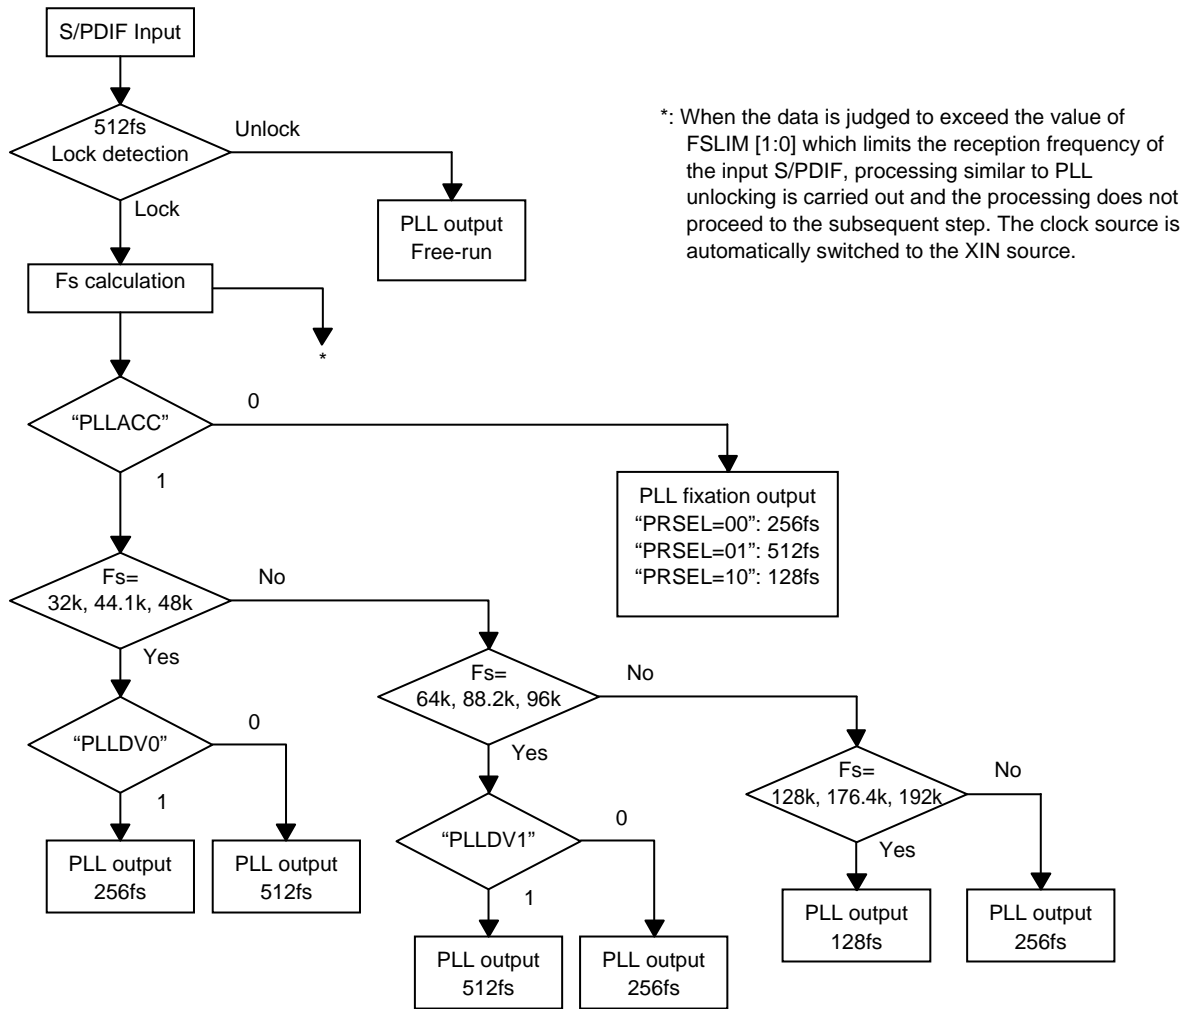 S/PDIF Input
512fs
Lock detection
Unlock
Lock
PLL output
Free-run
*: When the data is judged to exceed the value of
FSLIM [1:0] which limits the reception frequency of
the input S/PDIF, processing similar to PLL
unlocking is carried out and the processing does not
proceed to the subsequent step. The clock source is
automatically switched to the XIN source.
Fs calculation
*
“PLLACC”
0
1
PLL fixation output
“PRSEL=00”: 256fs
“PRSEL=01”: 512fs
“PRSEL=10”: 128fs
Fs=
32k, 44.1k, 48k
No
Yes
Fs=
64k, 88.2k, 96k
No
Yes
“PLLDV0”
0
1
Fs=
128k, 176.4k, 192k
No
Yes
“PLLDV1”
0
1
PLL output
256fs
PLL output
512fs
PLL output
128fs
PLL output
256fs
PLL output
512fs
PLL output
256fs